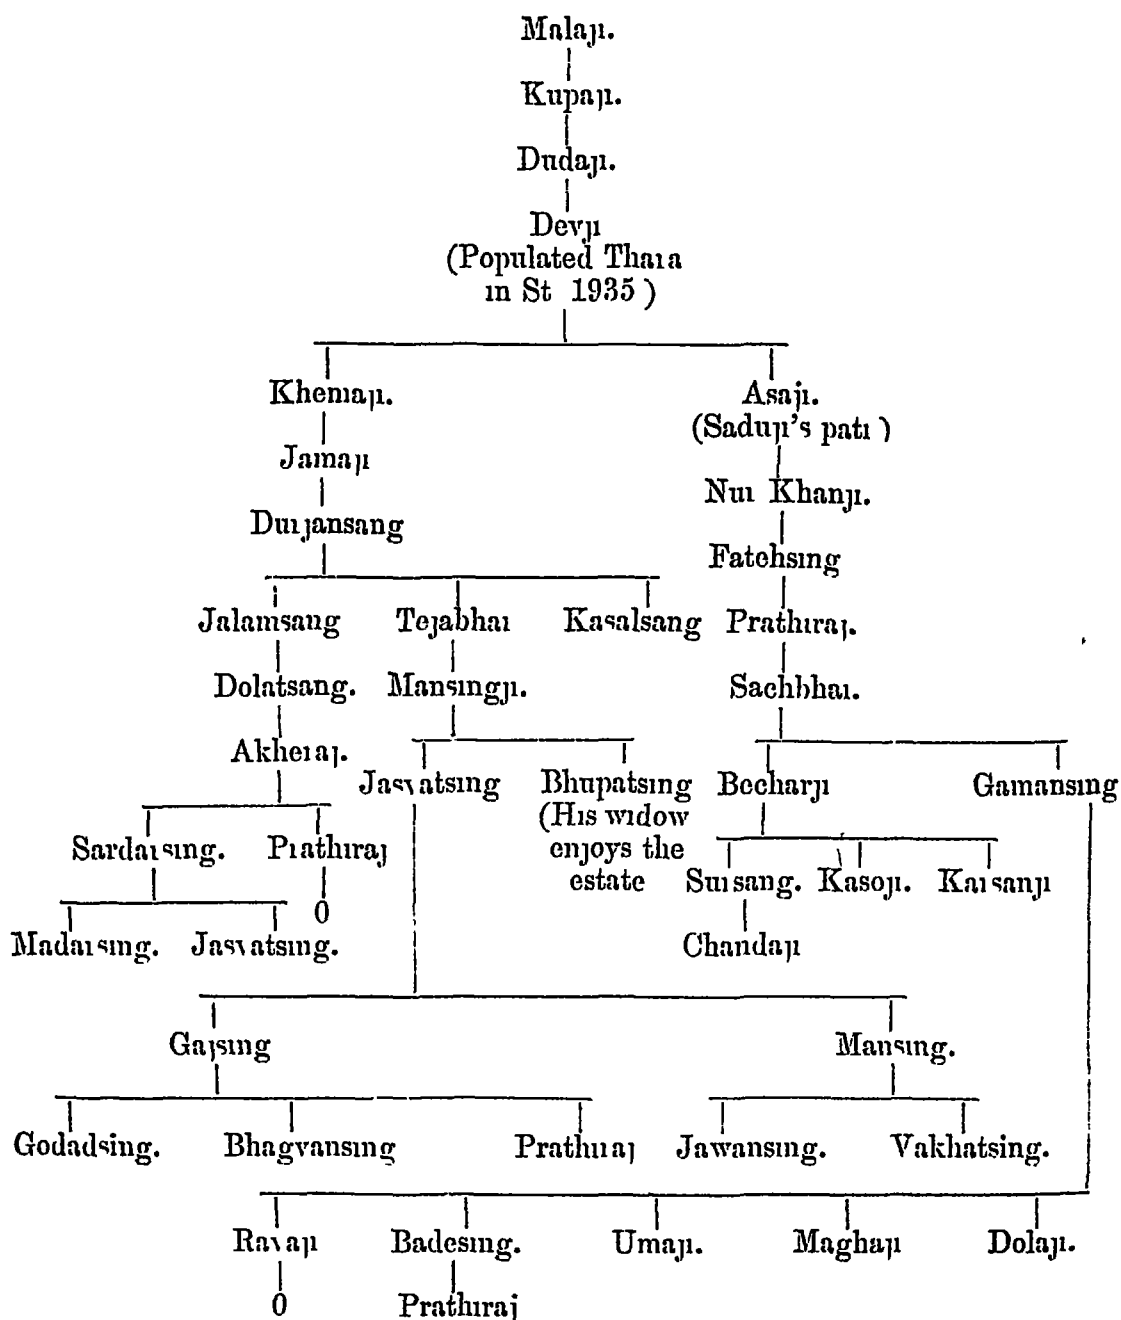 Malaji.
Kupaji.
Dudaji.
Devji
(Populated Thara
in St 1935)
Khemaji. Asaji.
(Saduji's pati)
Jamaji
Nur Khanji.
Durjansang
Fatehsing
Jalamsang Tejabhai Kasalsang Prathiraj.
Dolatsang. Mansingji. Sachbhai.
Akheraj.
Jasvatsing Bhupatsing Becharji Gamansing
(His widow
enjoys the
estate
Sardarsing. Prathiraj
Sursang. Kasoji. Karsanji
0
Madarsing. Jasvatsing. Chandaji
Gajsing Mansing.
Godadsing. Bhagvansing Prathiraj Jawansing. Vakhatsing.
Ravaji Badesing. Umaji. Maghaji Dolaji.
0 Prathiraj